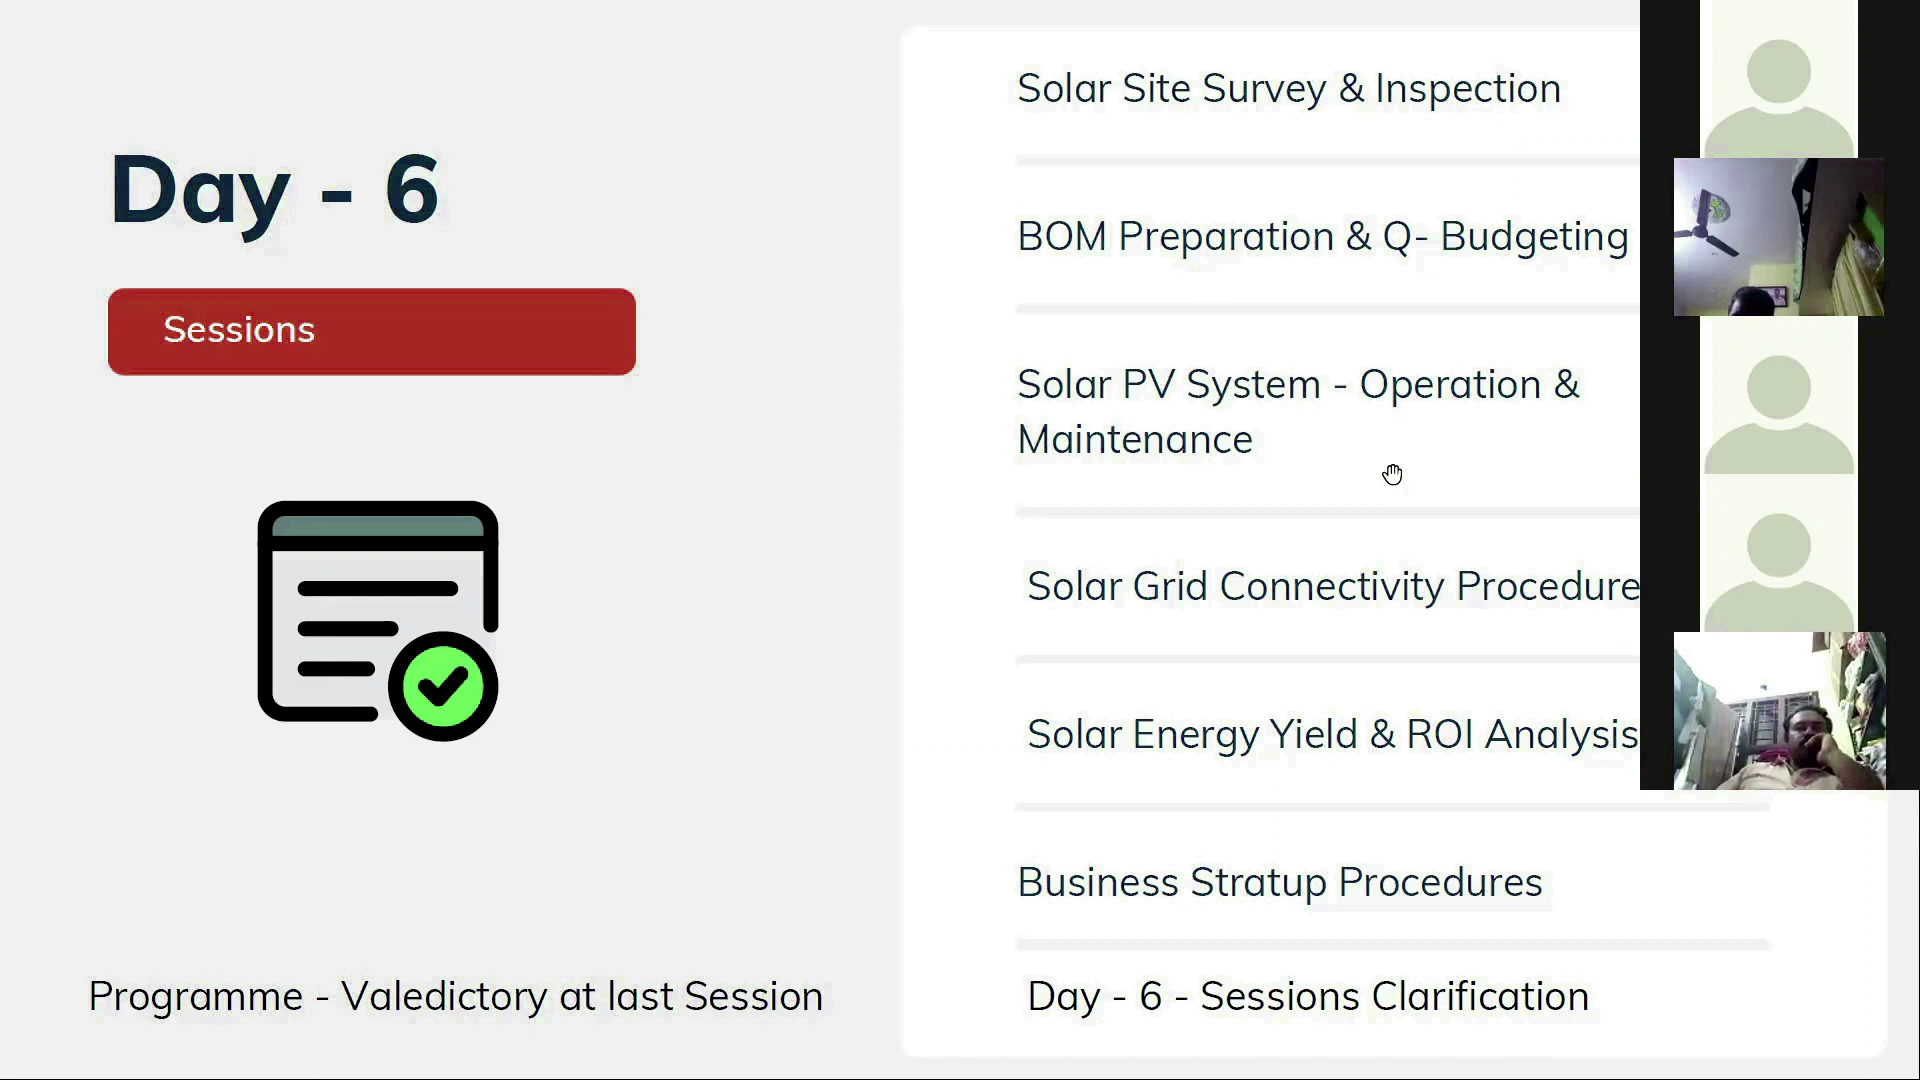 Day - 6
Sessions
Programme - Valedictory at last Session
Solar Site Survey & Inspection
BOM Preparation & Q- Budgeting
Solar PV System - Operation &
Maintenance
Solar Grid Connectivity Procedure
Solar Energy Yield & ROI Analysis
Business Stratup Procedures
Day - 6 - Sessions Clarification